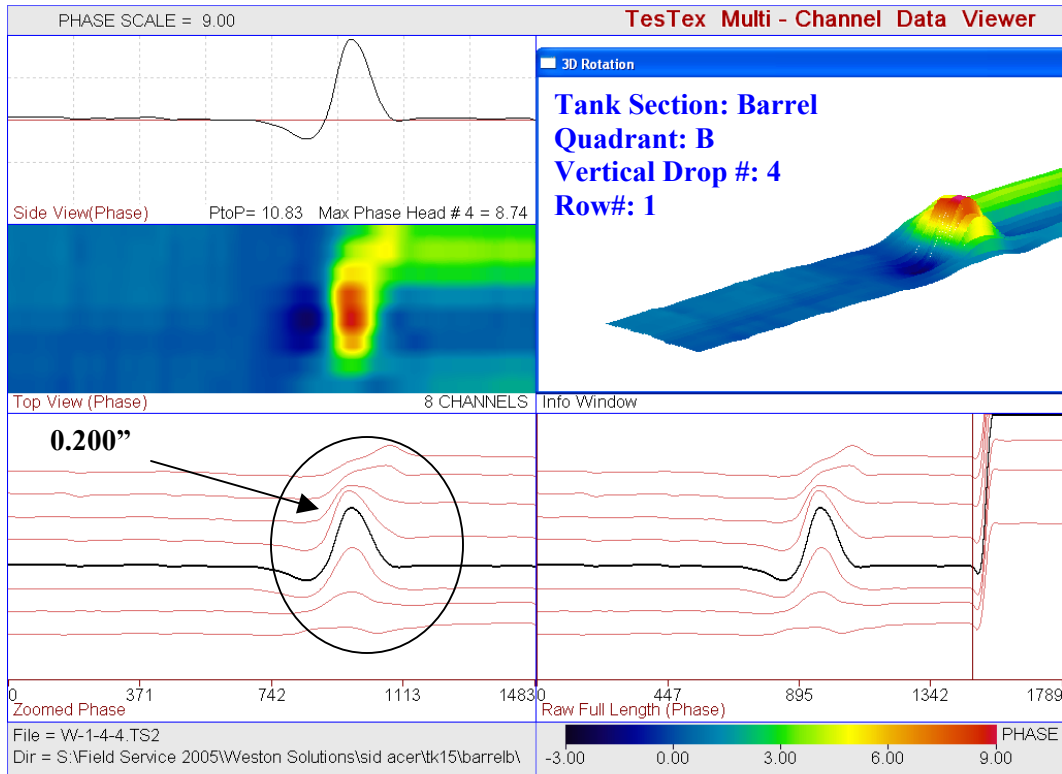 PHASE SCALE = 9.00
TesTex Multi - Channel Data Viewer
3D Rotation
Tank Section: Barrel
Quadrant: B
Vertical Drop #: 4
Row#: 1
Side View(Phase) PtoP= 10.83 Max Phase Head # 4 = 8.74
Top View (Phase) 8 CHANNELS
Info Window
0.200”
0 371 742 1113 1483
Zoomed Phase
0 447 895 1342 1789
Raw Full Length (Phase)
File = W-1-4-4.TS2
Dir = S:\Field Service 2005\Weston Solutions\sid acer\tk15\barrelb\
PHASE
-3.00 0.00 3.00 6.00 9.00